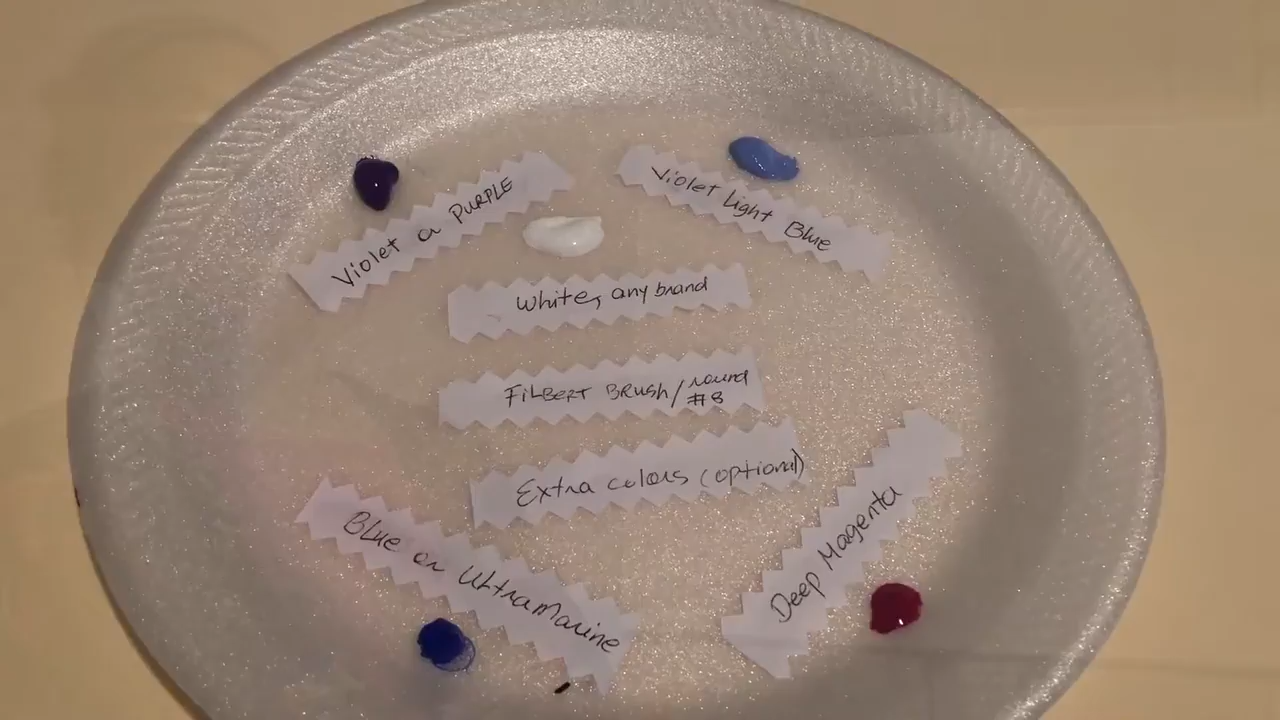 Violet or PURPLE
Violet Light Blue
White, any brand
FILBERT BRUSH/round
#8
Extra colors (optional)
Blue or UltraMarine
Deep Magenta